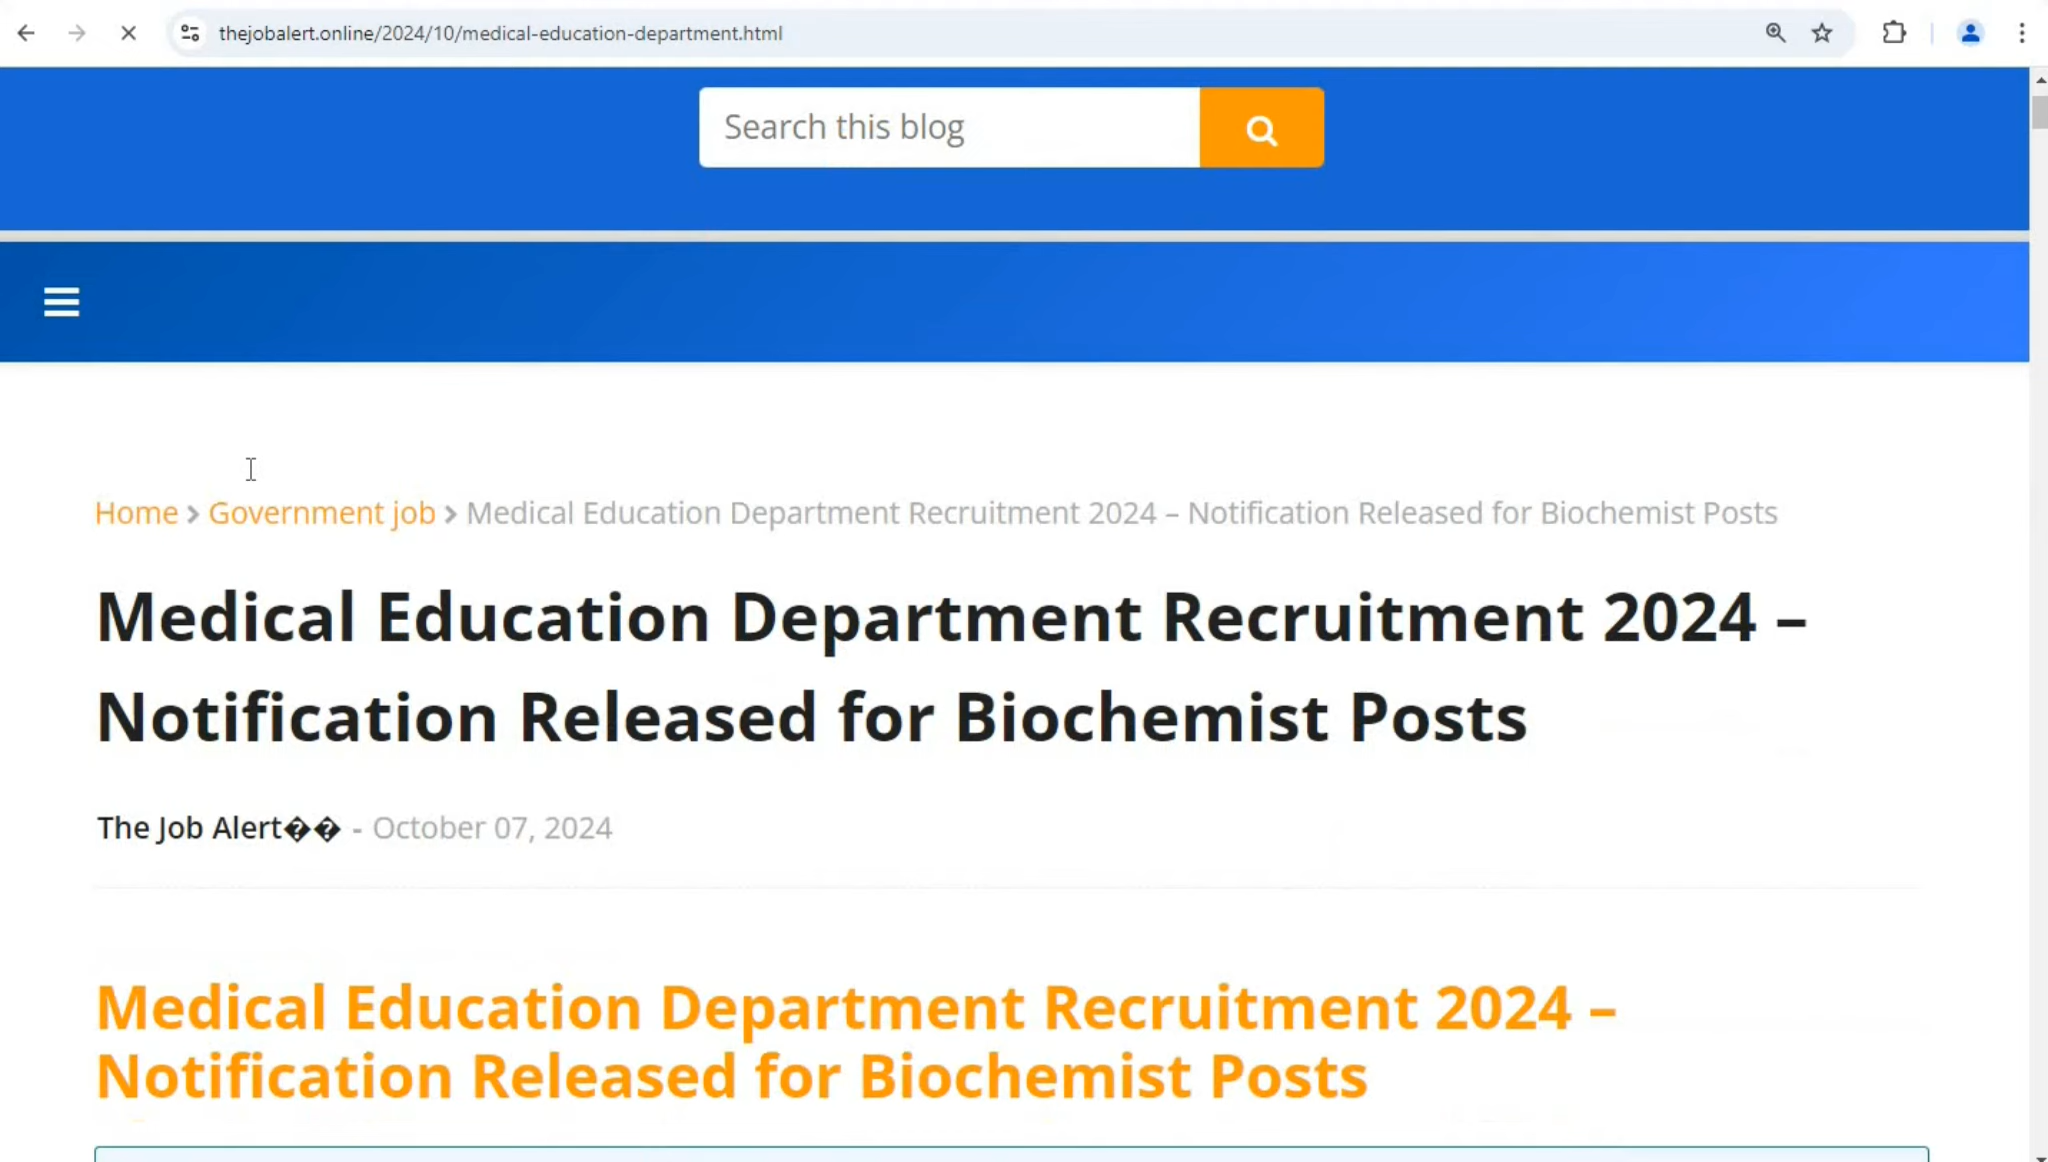 thejobalert.online/2024/10/medical-education-department.html
Search this blog
Home > Government job > Medical Education Department Recruitment 2024 – Notification Released for Biochemist Posts
Medical Education Department Recruitment 2024 –
Notification Released for Biochemist Posts
The Job Alert�� - October 07, 2024
Medical Education Department Recruitment 2024 –
Notification Released for Biochemist Posts